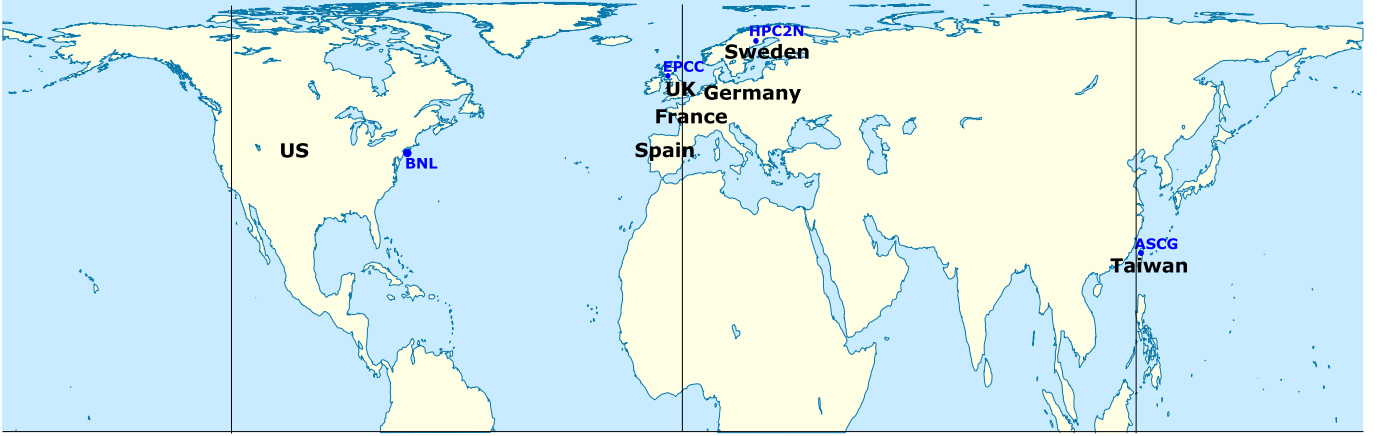 HPC2N
Sweden
EPCC
UK
Germany
France
US
Spain
BNL
ASCG
Taiwan